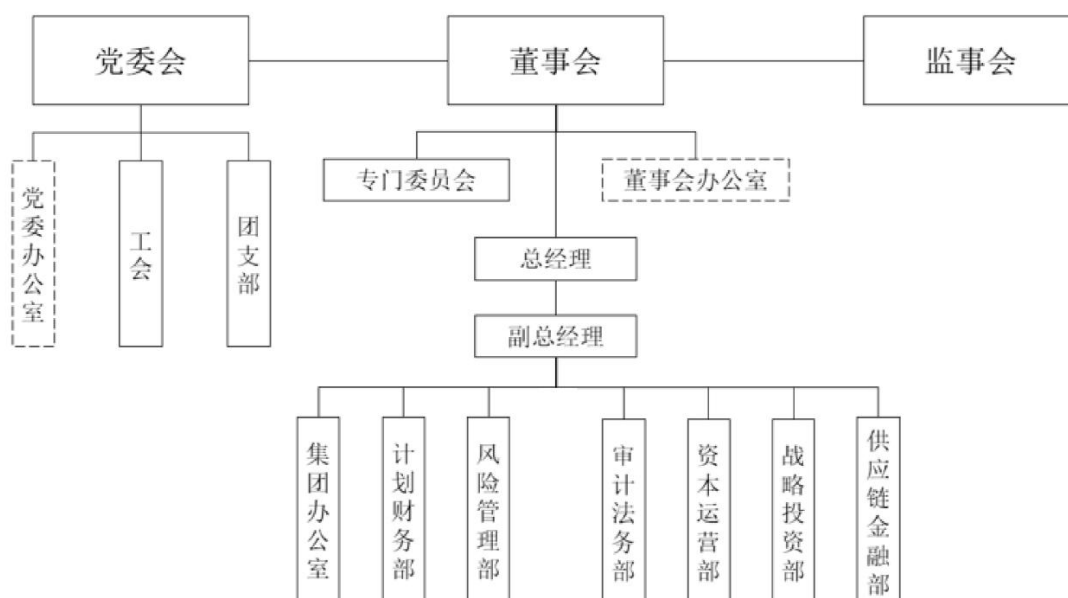 党委会
董事会
监事会
专门委员会
董事会办公室
党委办公室
工会
团支部
总经理
副总经理
集团办公室
计划财务部
风险管理部
审计法务部
资本运营部
战略投资部
供应链金融部